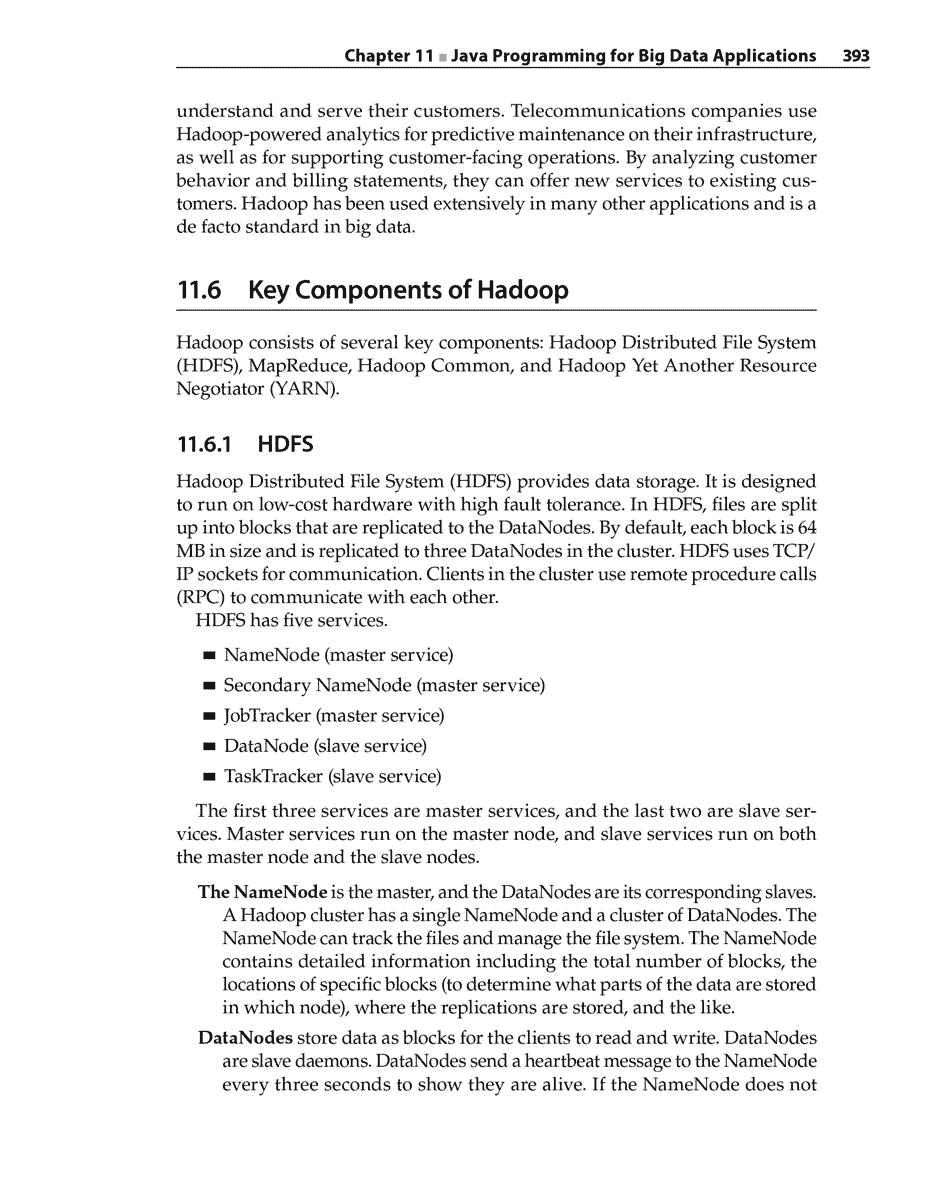 Chapter 11 ■ Java Programming for Big Data Applications 393
understand and serve their customers. Telecommunications companies use
Hadoop-powered analytics for predictive maintenance on their infrastructure,
as well as for supporting customer-facing operations. By analyzing customer
behavior and billing statements, they can offer new services to existing cus-
tomers. Hadoop has been used extensively in many other applications and is a
de facto standard in big data.
11.6 Key Components of Hadoop
Hadoop consists of several key components: Hadoop Distributed File System
(HDFS), MapReduce, Hadoop Common, and Hadoop Yet Another Resource
Negotiator (YARN).
11.6.1 HDFS
Hadoop Distributed File System (HDFS) provides data storage. It is designed
to run on low-cost hardware with high fault tolerance. In HDFS, files are split
up into blocks that are replicated to the DataNodes. By default, each block is 64
MB in size and is replicated to three DataNodes in the cluster. HDFS uses TCP/
IP sockets for communication. Clients in the cluster use remote procedure calls
(RPC) to communicate with each other.
HDFS has five services.
■ NameNode (master service)
■ Secondary NameNode (master service)
■ JobTracker (master service)
■ DataNode (slave service)
■ TaskTracker (slave service)
The first three services are master services, and the last two are slave ser-
vices. Master services run on the master node, and slave services run on both
the master node and the slave nodes.
The NameNode is the master, and the DataNodes are its corresponding slaves.
A Hadoop cluster has a single NameNode and a cluster of DataNodes. The
NameNode can track the files and manage the file system. The NameNode
contains detailed information including the total number of blocks, the
locations of specific blocks (to determine what parts of the data are stored
in which node), where the replications are stored, and the like.
DataNodes store data as blocks for the clients to read and write. DataNodes
are slave daemons. DataNodes send a heartbeat message to the NameNode
every three seconds to show they are alive. If the NameNode does not